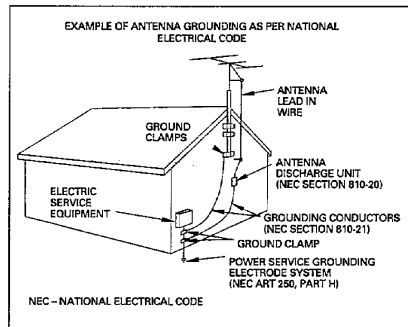 EXAMPLE OF ANTENNA GROUNDING AS PER NATIONAL
ELECTRICAL CODE
ANTENNA
LEAD IN
WIRE
GROUND
CLAMPS
ANTENNA
DISCHARGE UNIT
(NEC SECTION 810-20)
ELECTRIC
SERVICE
EQUIPMENT
GROUNDING CONDUCTORS
(NEC SECTION 810-21)
GROUND CLAMP
POWER SERVICE GROUNDING
ELECTRODE SYSTEM
(NEC ART 250, PART H)
NEC – NATIONAL ELECTRICAL CODE